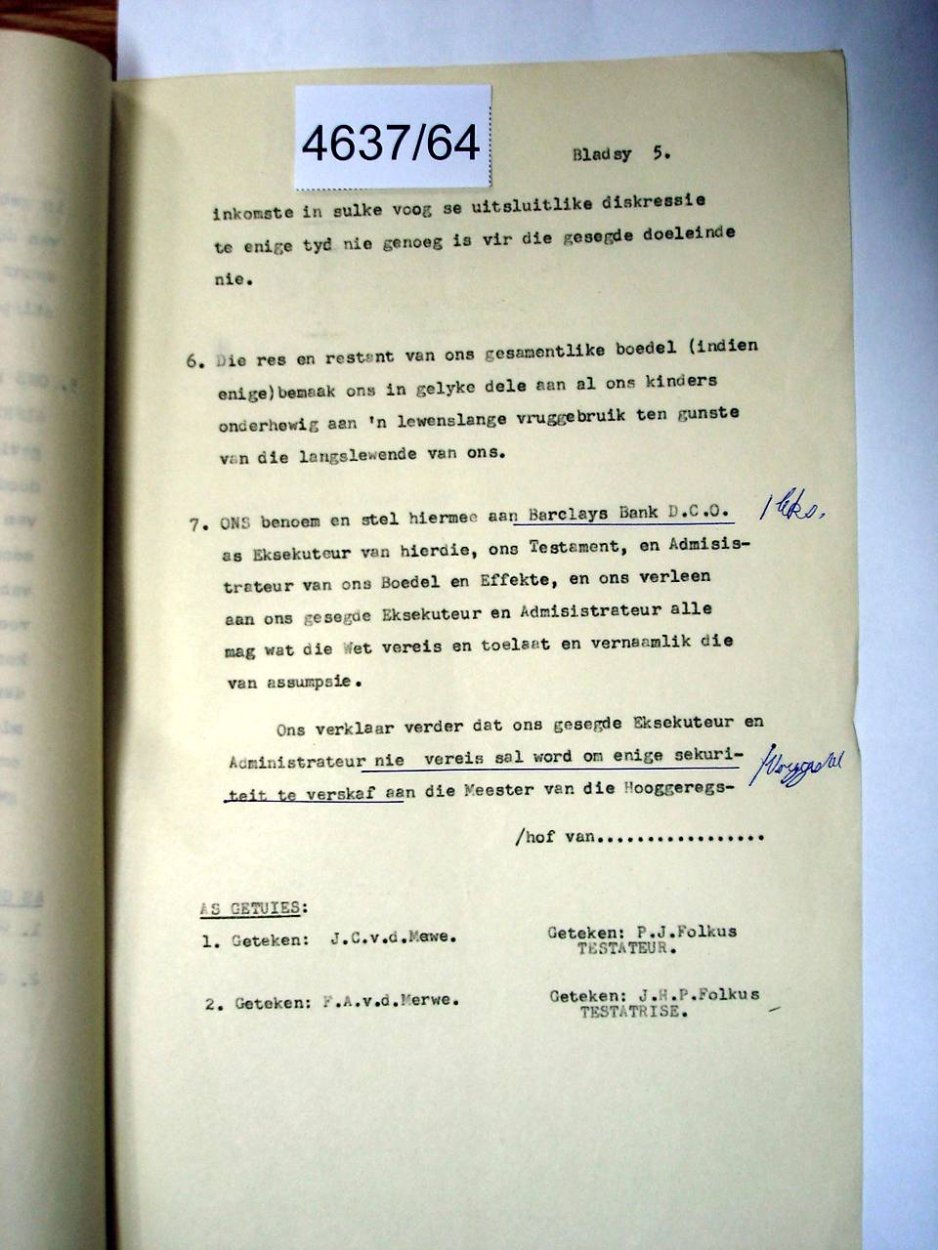 4637/64
Bladsy 5.
inkomste in sulke voog se uitsluitlike diskressie
te enige tyd nie genoeg is vir die gesegde doeleinde
nie.
6. Die res en restant van ons gesamentlike boedel (indien
enige)bemaak ons in gelyke dele aan al ons kinders
onderhewig aan 'n lewenslange vruggebruik ten gunste
van die langslewende van ons.
7. ONS benoem en stel hiermee aan Barclays Bank D.C.O.
as Eksekuteur van hierdie, ons Testament, en Admisis-
trateur van ons Boedel en Effekte, en ons verleen
aan ons gesegde Eksekuteur en Admisistrateur alle
mag wat die Wet vereis en toelaat en vernaamlik die
van assumpsie.
Ons verklaar verder dat ons gesegde Eksekuteur en
Administrateur nie vereis sal word om enige sekuri-
teit te verskaf aan die Meester van die Hooggeregs-
/hof van.................
AS GETUIES:
1. Geteken: J.C.v.d.Mewe.
Geteken: P.J.Folkus
TESTATEUR.
2. Geteken: F.A.v.d.Merwe.
Geteken: J.H.P.Folkus
TESTATRISE.